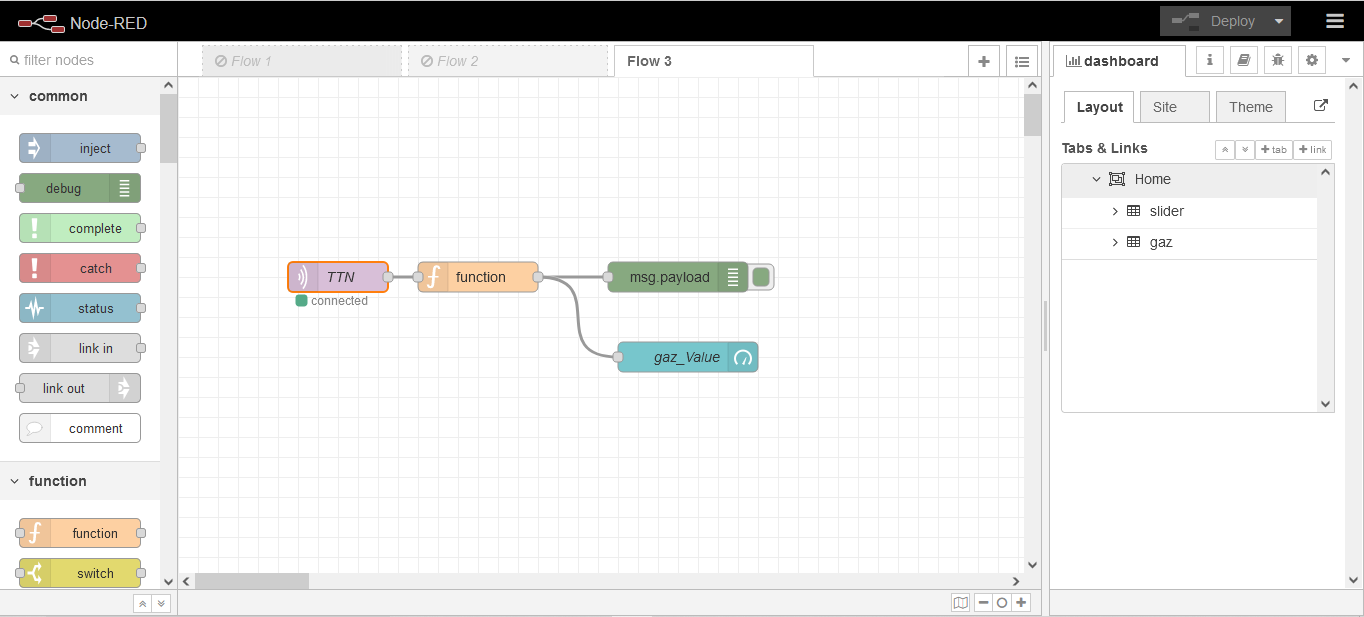 Node-RED
Deploy
filter nodes
Flow 1
Flow 2
Flow 3
dashboard
common
inject
debug
complete
catch
status
link in
link out
comment
function
function
switch
TTN
connected
function
msg.payload
gaz_Value
Layout
Site
Theme
Tabs & Links
tab
link
Home
slider
gaz